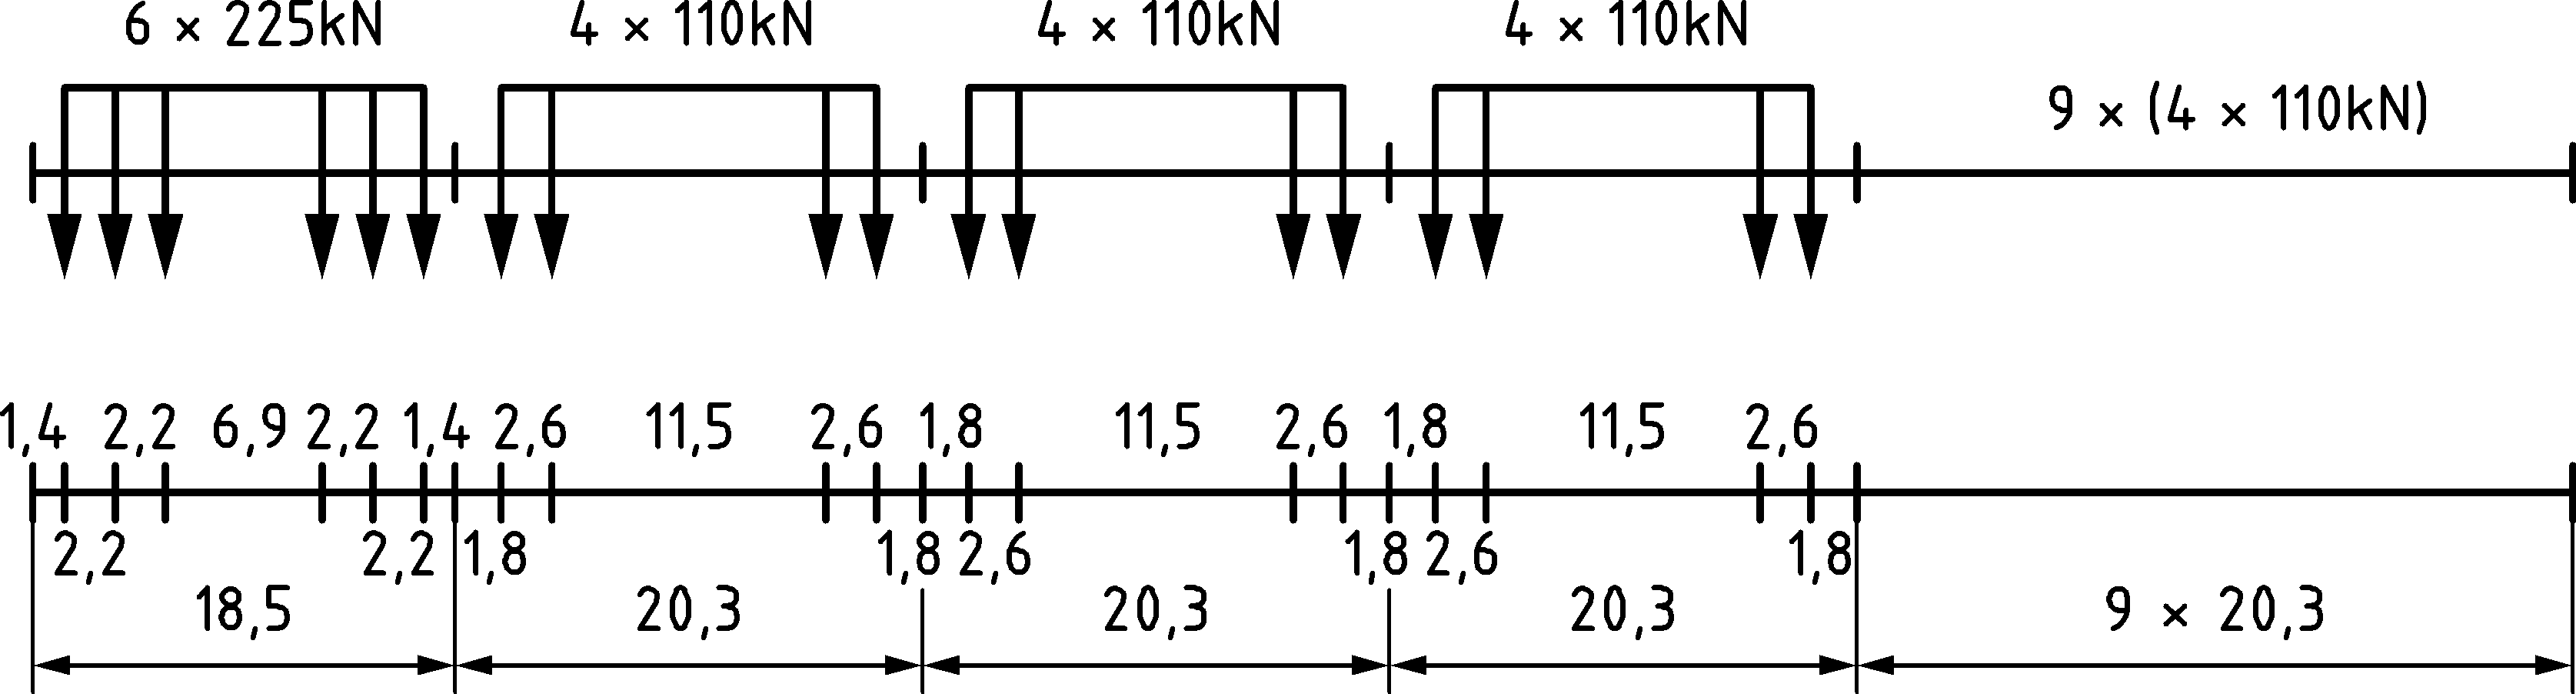 6 × 225kN 4 × 110kN 4 × 110kN 4 × 110kN
9 × (4 × 110kN)
1,4 2,2 6,9 2,2 1,4 2,6 11,5 2,6 1,8 11,5 2,6 1,8 11,5 2,6
2,2 2,2 1,8 1,8 2,6 1,8 2,6 1,8
18,5 20,3 20,3 20,3 9 × 20,3